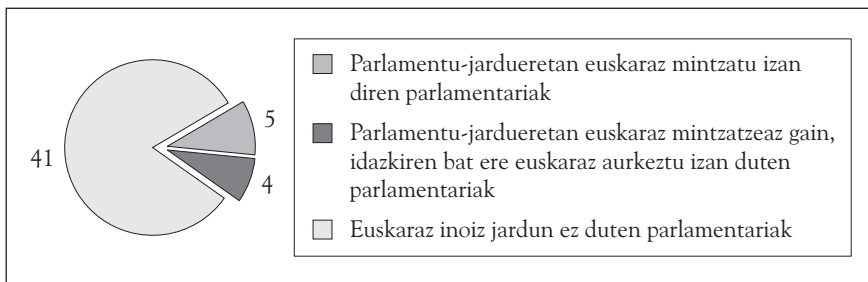 41
5
4
Parlamentu-jardueretan euskaraz mintzatu izan
diren parlamentariak
Parlamentu-jardueretan euskaraz mintzatzeaz gain,
idazkiren bat ere euskaraz aurkeztu izan duten
parlamentariak
Euskaraz inoiz jardun ez duten parlamentariak